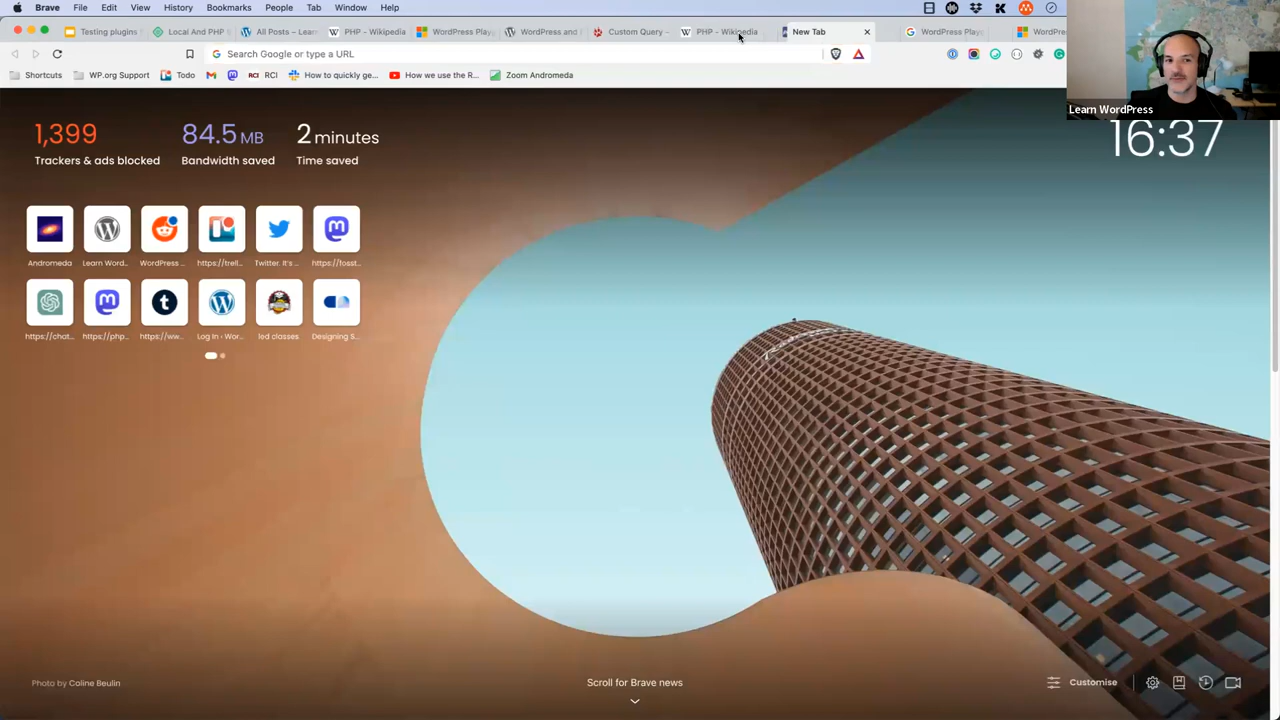 Brave File Edit View History Bookmarks People Tab Window Help
Testing plugins Local And PHP All Posts – Learn PHP - Wikipedia WordPress Play WordPress and Custom Query - PHP - Wikipedia New Tab WordPress Play WordPre
Search Google or type a URL
Shortcuts WP.org Support Todo RCI RCI How to quickly ge... How we use the R... Zoom Andromeda
Learn WordPress
1,399 84.5 MB 2 minutes
Trackers & ads blocked Bandwidth saved Time saved
16:37
Andromeda Learn Word.. WordPress .. https://trell.. Twitter. It's .. https://fosst..
https://chat.. https://php.. https://ww.. Log In ‹ Wor.. led classes Designing S..
Photo by Caline Beulin
Scroll for Brave news
Customise